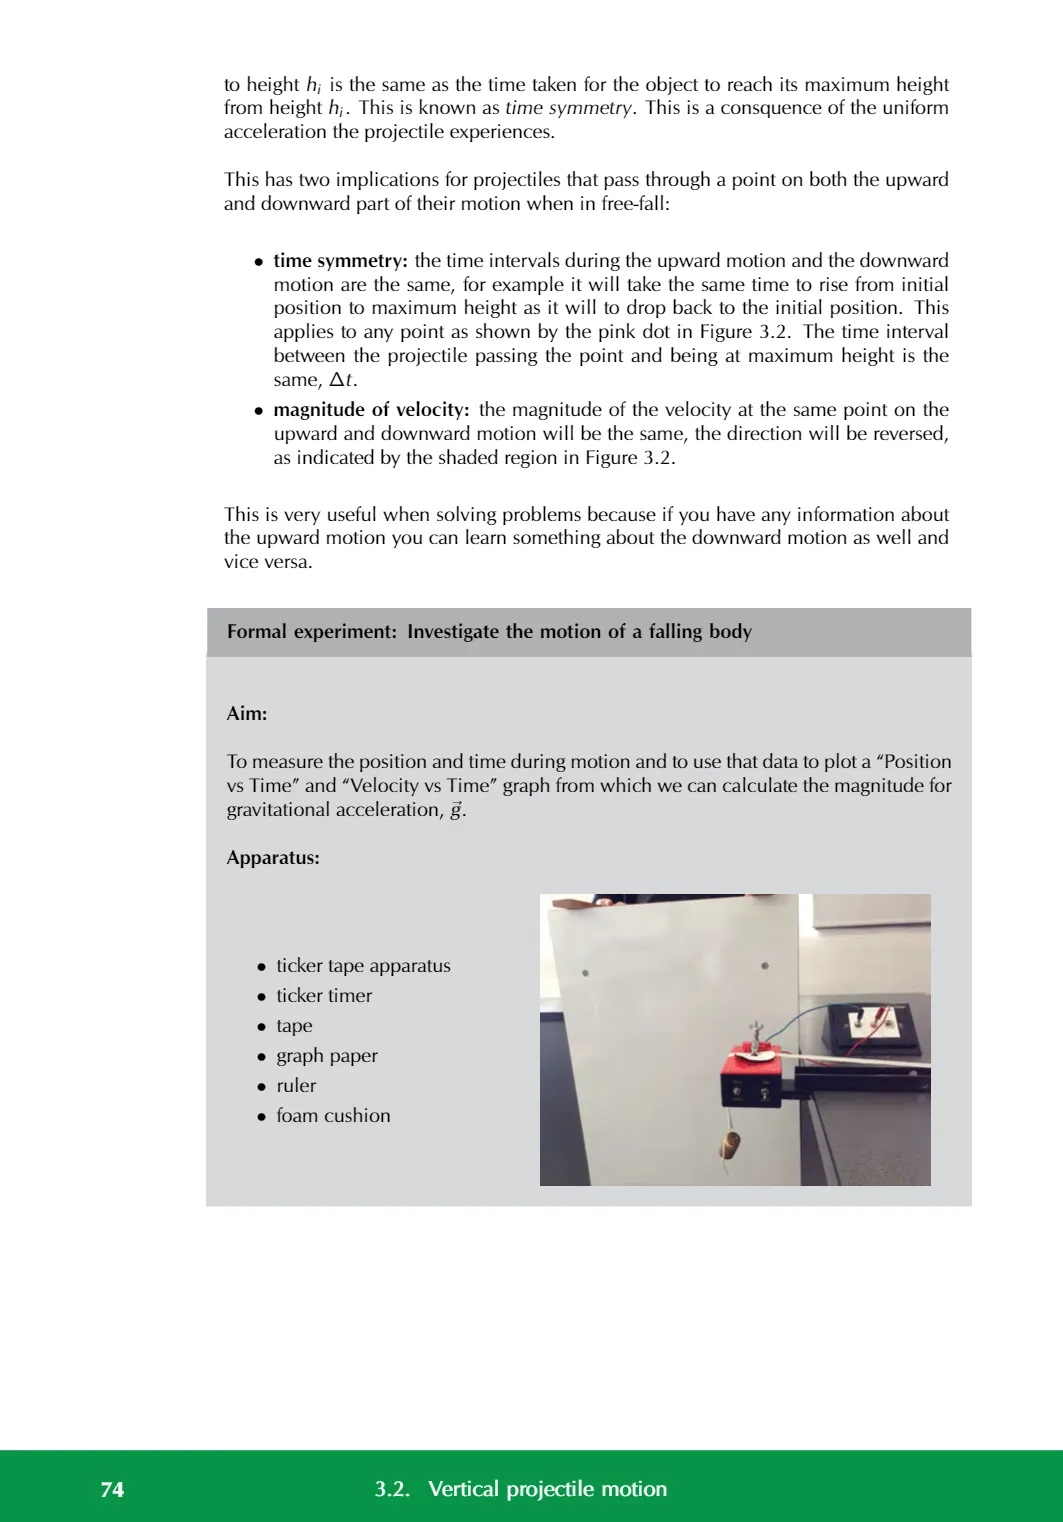 to height hᵢ is the same as the time taken for the object to reach its maximum height
from height hᵢ. This is known as time symmetry. This is a consquence of the uniform
acceleration the projectile experiences.
This has two implications for projectiles that pass through a point on both the upward
and downward part of their motion when in free-fall:
• time symmetry: the time intervals during the upward motion and the downward
motion are the same, for example it will take the same time to rise from initial
position to maximum height as it will to drop back to the initial position. This
applies to any point as shown by the pink dot in Figure 3.2. The time interval
between the projectile passing the point and being at maximum height is the
same, Δt.
• magnitude of velocity: the magnitude of the velocity at the same point on the
upward and downward motion will be the same, the direction will be reversed,
as indicated by the shaded region in Figure 3.2.
This is very useful when solving problems because if you have any information about
the upward motion you can learn something about the downward motion as well and
vice versa.
Formal experiment: Investigate the motion of a falling body
Aim:
To measure the position and time during motion and to use that data to plot a “Position
vs Time” and “Velocity vs Time” graph from which we can calculate the magnitude for
gravitational acceleration, g⃗.
Apparatus:
• ticker tape apparatus
• ticker timer
• tape
• graph paper
• ruler
• foam cushion
74 3.2. Vertical projectile motion